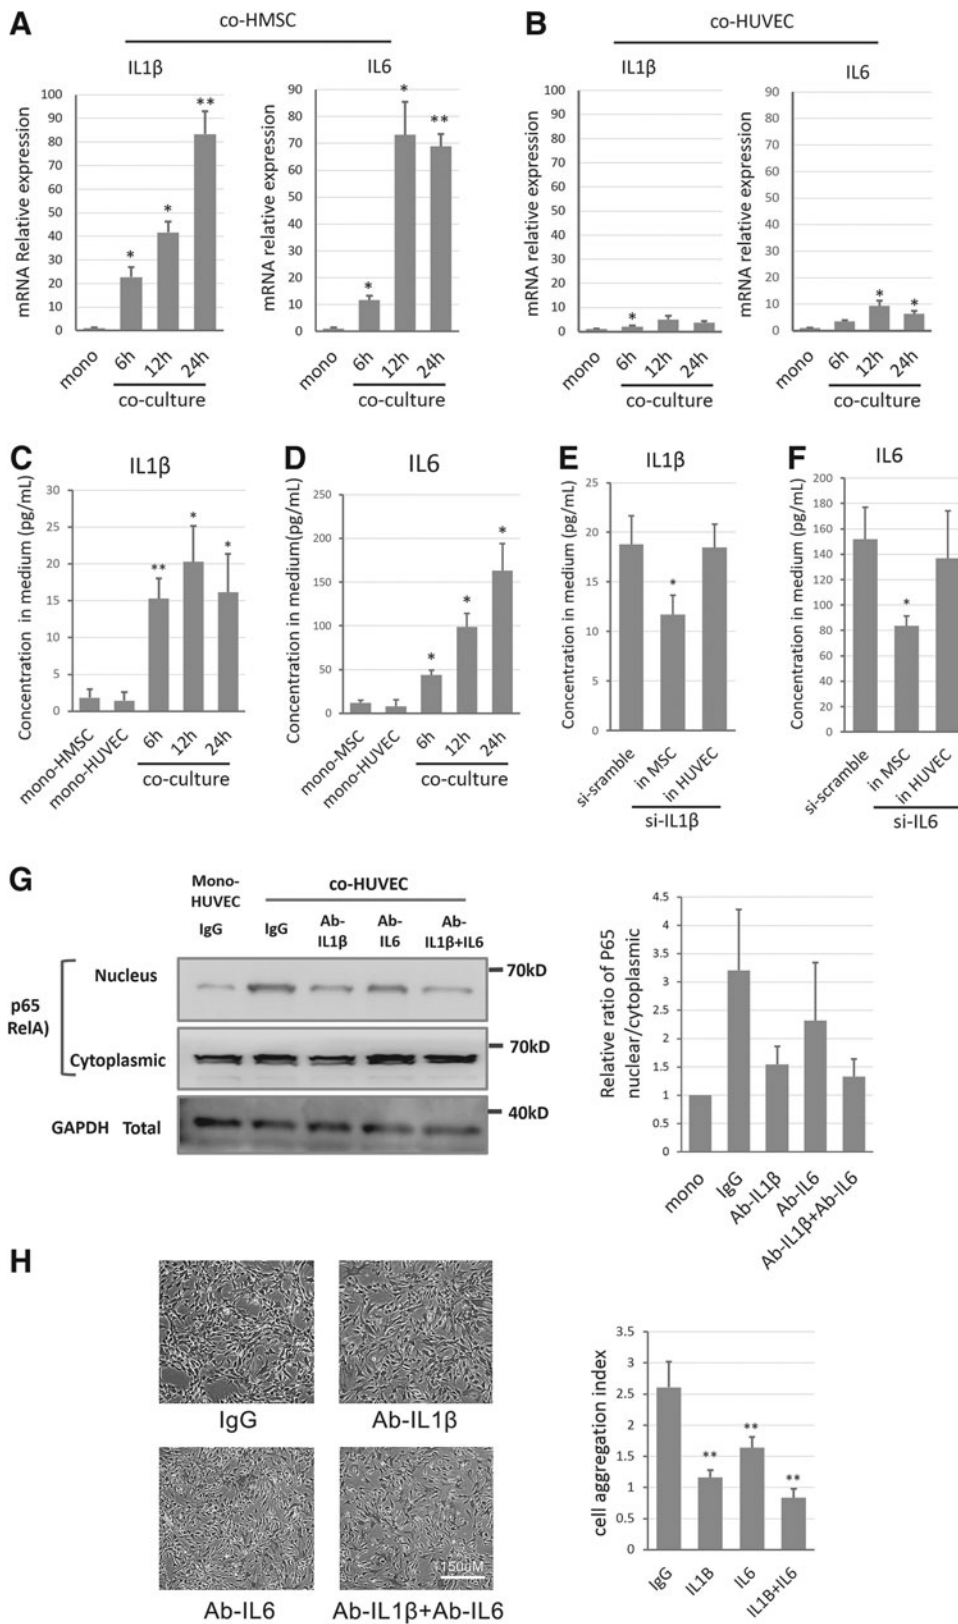 A
co-HMSC
IL1β
IL6
mRNA Relative expression
100
90
80
70
60
50
40
30
20
10
0
**
*
*
mono
6h
12h
24h
co-culture
mRNA relative expression
90
80
70
60
50
40
30
20
10
0
*
*
**
mono
6h
12h
24h
co-culture
B
co-HUVEC
IL1β
IL6
mRNA relative expression
100
90
80
70
60
50
40
30
20
10
0
*
mono
6h
12h
24h
co-culture
mRNA relative expression
90
80
70
60
50
40
30
20
10
0
*
*
mono
6h
12h
24h
co-culture
C
IL1β
Concentration in medium (pg/mL)
30
25
20
15
10
5
0
**
*
*
mono-HMSC
mono-HUVEC
6h
12h
24h
co-culture
D
IL6
Concentration in medium(pg/mL)
250
200
150
100
50
0
*
*
*
mono-MSC
mono-HUVEC
6h
12h
24h
co-culture
E
IL1β
Concentration in medium (pg/mL)
25
20
15
10
5
0
*
si-sramble
in MSC
in HUVEC
si-IL1β
F
IL6
Concentration in medium (pg/mL)
200
180
160
140
120
100
80
60
40
20
0
*
si-scramble
in MSC
in HUVEC
si-IL6
G
Mono-
HUVEC
co-HUVEC
IgG
IgG
Ab-
IL1β
Ab-
IL6
Ab-
IL1β+IL6
p65
RelA)
Nucleus
70kD
Cytoplasmic
70kD
GAPDH Total
40kD
Relative ratio of P65
nuclear/cytoplasmic
4.5
4
3.5
3
2.5
2
1.5
1
0.5
0
mono
IgG
Ab-IL1β
Ab-IL6
Ab-IL1β+Ab-IL6
H
IgG
Ab-IL1β
150uM
Ab-IL6
Ab-IL1β+Ab-IL6
cell aggregation index
3.5
3
2.5
2
1.5
1
0.5
0
**
**
**
IgG
IL1B
IL6
IL1B+IL6